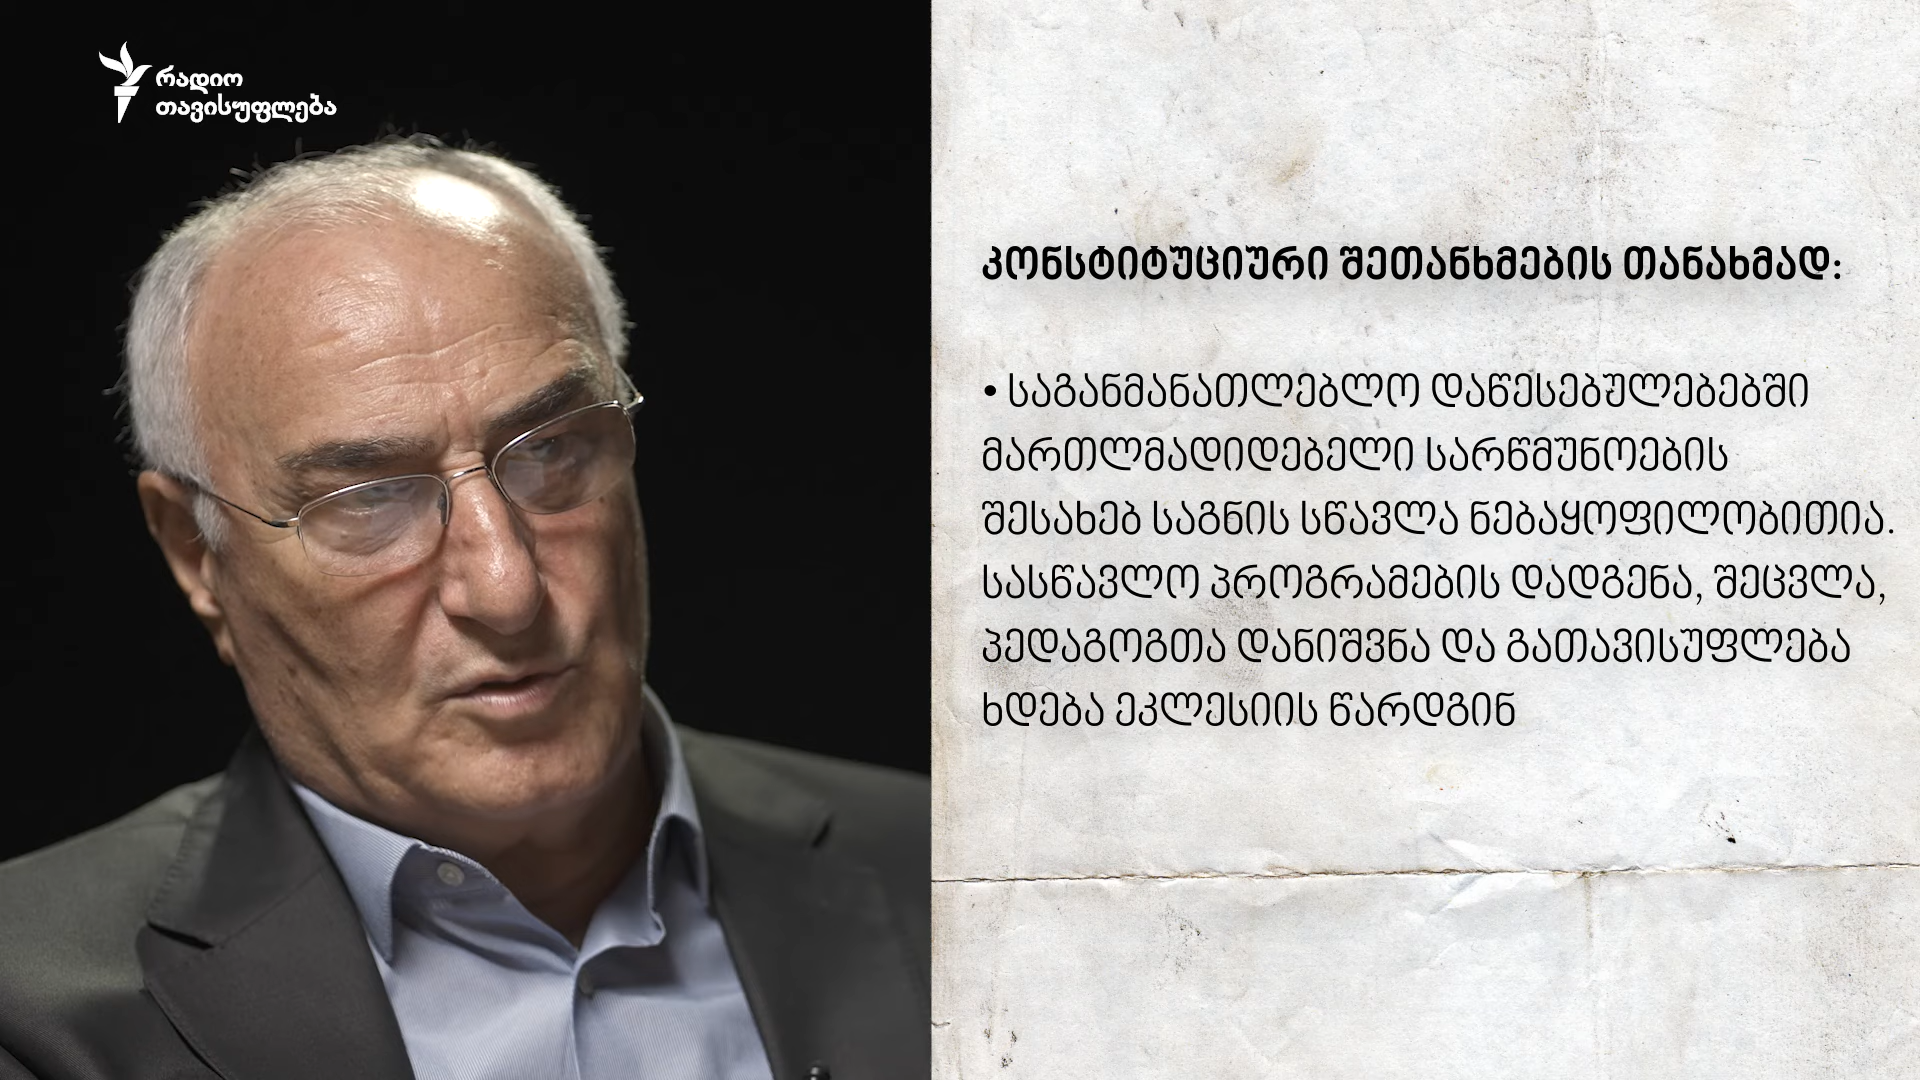 რადიო
თავისუფლება
კონსტიტუციური შეთანხმების თანახმად:
• საგანმანათლებლო დაწესებულებებში
მართლმადიდებელი სარწმუნოების
შესახებ საგნის სწავლა ნებაყოფილობითია.
სასწავლო პროგრამების დადგენა, შეცვლა,
პედაგოგთა დანიშვნა და გათავისუფლება
ხდება ეკლესიის წარდგინ